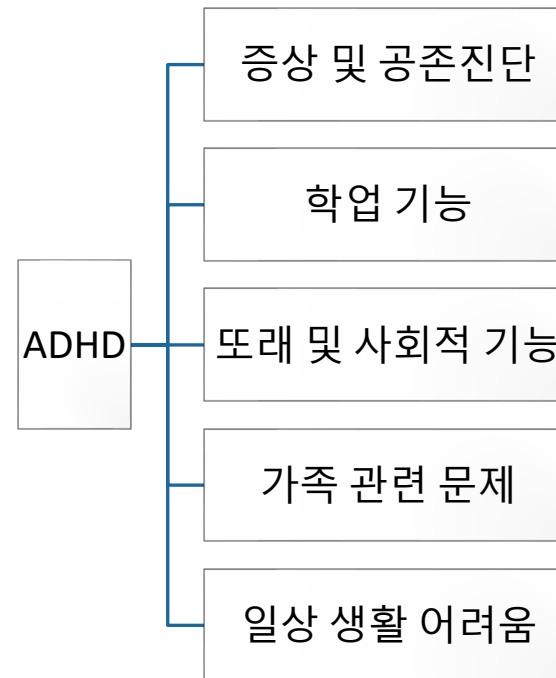 ADHD
증상 및 공존진단
학업 기능
또래 및 사회적 기능
가족 관련 문제
일상 생활 어려움